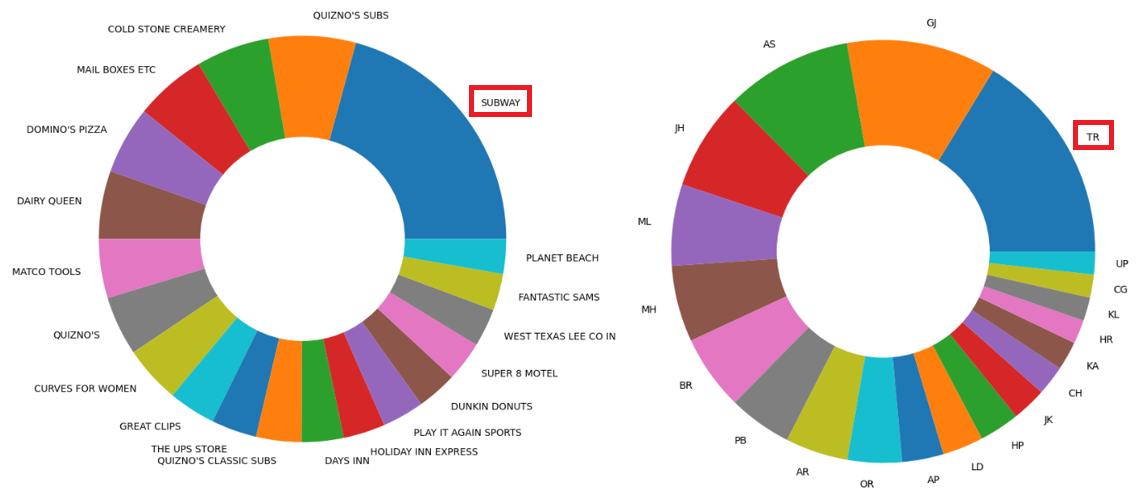 QUIZNO'S SUBS
COLD STONE CREAMERY
MAIL BOXES ETC
SUBWAY
DOMINO'S PIZZA
DAIRY QUEEN
MATCO TOOLS
PLANET BEACH
FANTASTIC SAMS
QUIZNO'S
WEST TEXAS LEE CO IN
SUPER 8 MOTEL
CURVES FOR WOMEN
DUNKIN DONUTS
GREAT CLIPS
PLAY IT AGAIN SPORTS
THE UPS STORE
HOLIDAY INN EXPRESS
QUIZNO'S CLASSIC SUBS
DAYS INN
GJ
AS
JH
TR
ML
UP
CG
MH
KL
HR
KA
BR
CH
JK
PB
HP
LD
AR
AP
OR